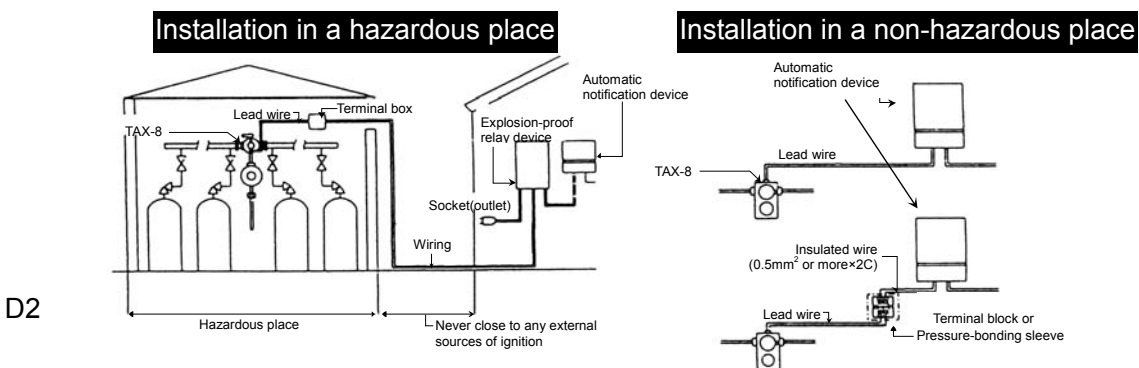 Installation in a hazardous place
Installation in a non-hazardous place
D2
TAX-8
Lead wire
Terminal box
Explosion-proof
relay device
Automatic
notification device
Socket(outlet)
Wiring
Hazardous place
Never close to any external
sources of ignition
Automatic
notification device
Lead wire
TAX-8
Insulated wire
(0.5mm² or more×2C)
Lead wire
Terminal block or
Pressure-bonding sleeve